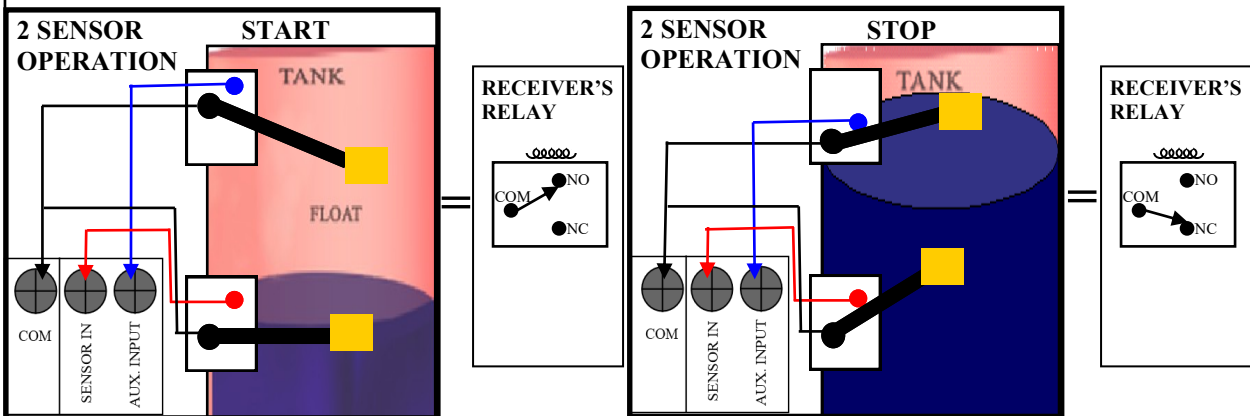 2 SENSOR
OPERATION
START
TANK
FLOAT
COM
SENSOR IN
AUX. INPUT
RECEIVER'S
RELAY
COM
NO
NC
=
2 SENSOR
OPERATION
STOP
TANK
COM
SENSOR IN
AUX. INPUT
RECEIVER'S
RELAY
COM
NO
NC
=